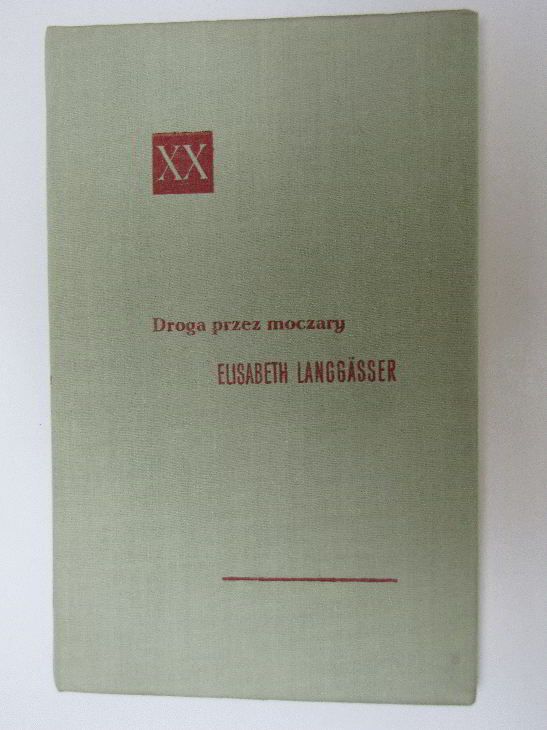 XX
Droga przez moczary
ELISABETH LANGGÄSSER